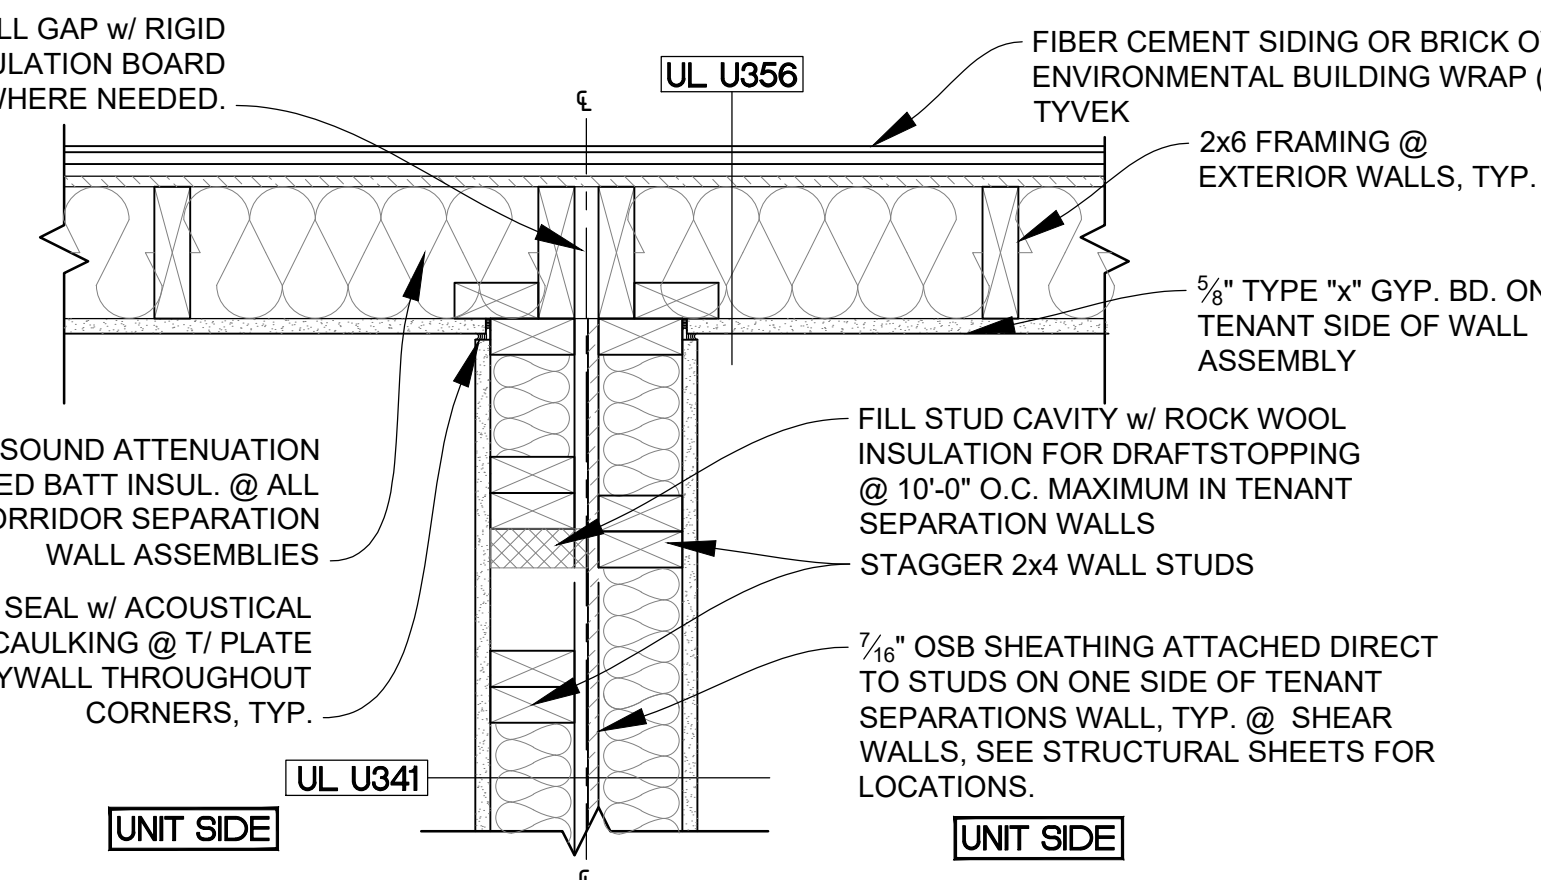 LL GAP w/ RIGID
ULATION BOARD
WHERE NEEDED.
℄
UL U356
FIBER CEMENT SIDING OR BRICK
ENVIRONMENTAL BUILDING WRAP (
TYVEK
2x6 FRAMING @
EXTERIOR WALLS, TYP.
⅝" TYPE "x" GYP. BD. ON
TENANT SIDE OF WALL
ASSEMBLY
SOUND ATTENUATION
ED BATT INSUL. @ ALL
ORRIDOR SEPARATION
WALL ASSEMBLIES
FILL STUD CAVITY w/ ROCK WOOL
INSULATION FOR DRAFTSTOPPING
@ 10'-0" O.C. MAXIMUM IN TENANT
SEPARATION WALLS
STAGGER 2x4 WALL STUDS
SEAL w/ ACOUSTICAL
CAULKING @ T/ PLATE
YWALL THROUGHOUT
CORNERS, TYP.
7/16" OSB SHEATHING ATTACHED DIRECT
TO STUDS ON ONE SIDE OF TENANT
SEPARATIONS WALL, TYP. @ SHEAR
WALLS, SEE STRUCTURAL SHEETS FOR
LOCATIONS.
UL U341
UNIT SIDE
UNIT SIDE
℄